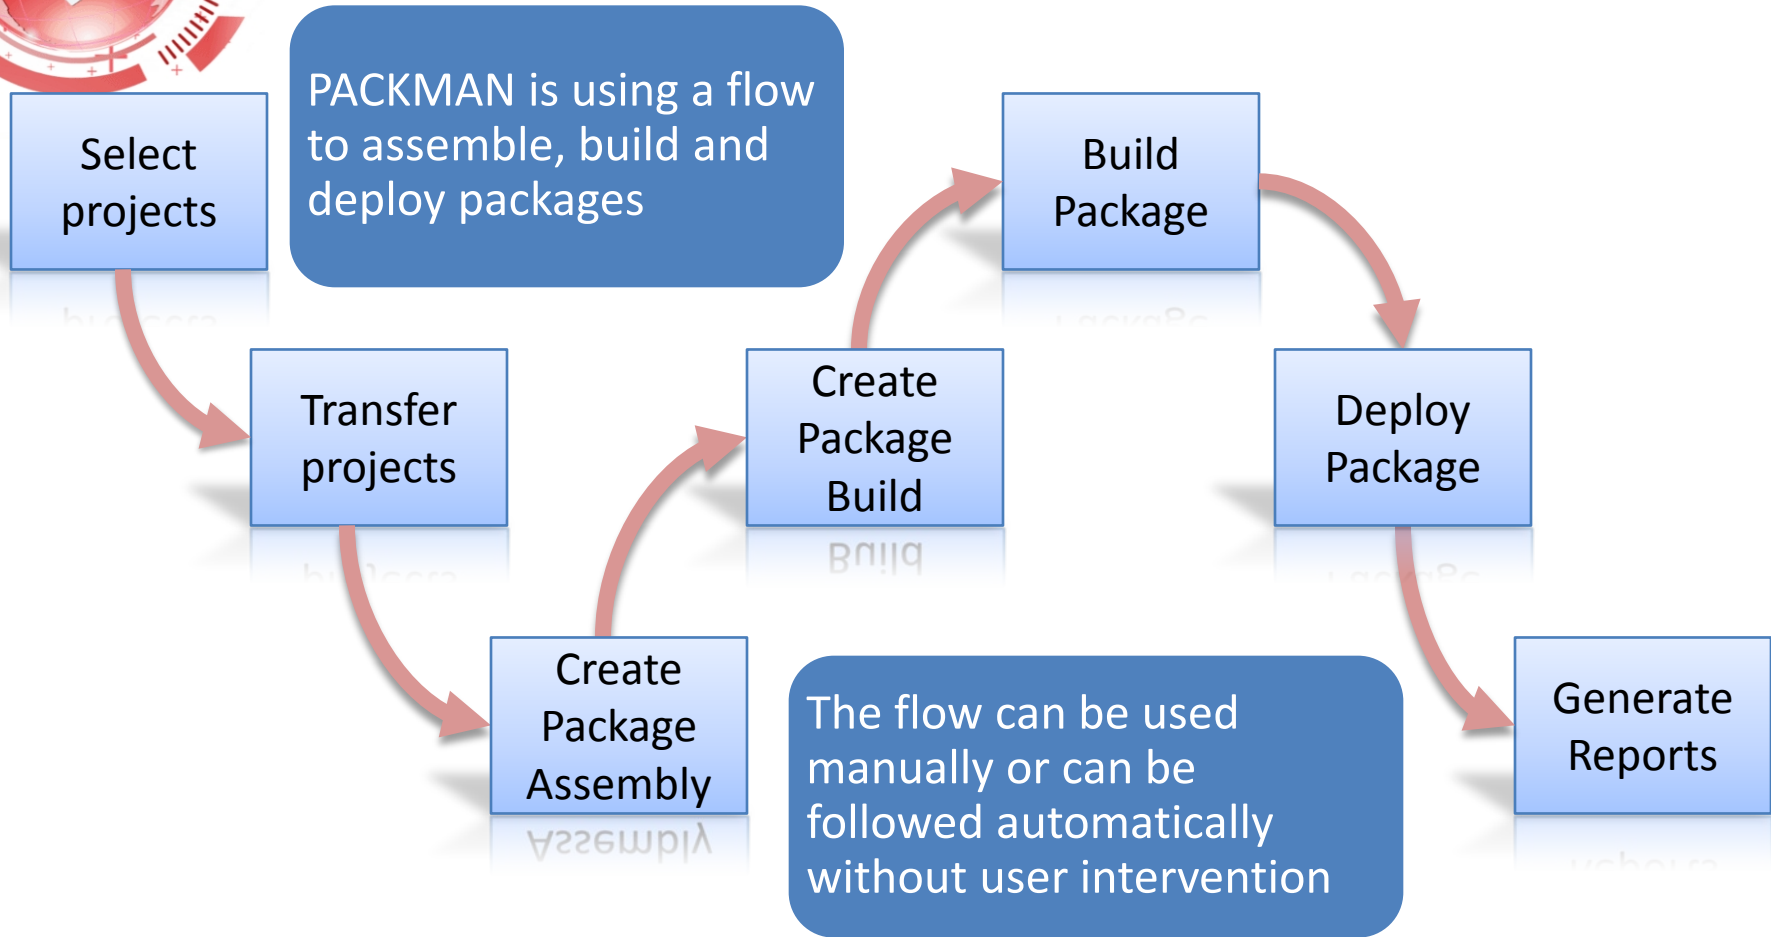 Select
projects
PACKMAN is using a flow
to assemble, build and
deploy packages
Build
Package
Transfer
projects
Create
Package
Build
Deploy
Package
Create
Package
Assembly
The flow can be used
manually or can be
followed automatically
without user intervention
Generate
Reports